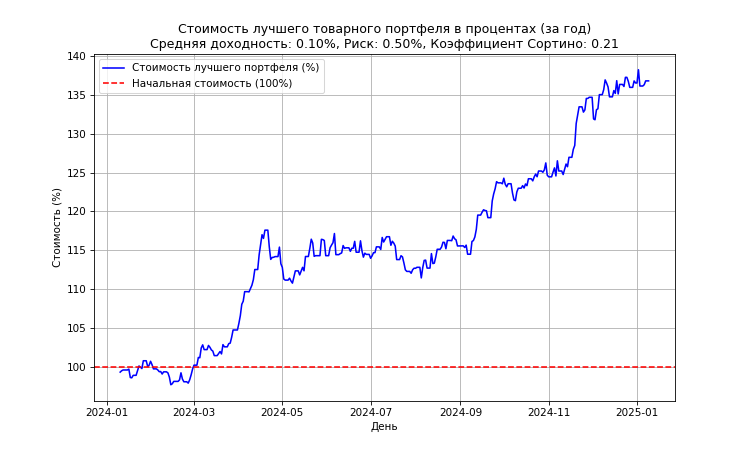 Стоимость лучшего товарного портфеля в процентах (за год)
Средняя доходность: 0.10%, Риск: 0.50%, Коэффициент Сортино: 0.21
Стоимость лучшего портфеля (%)
Начальная стоимость (100%)
Стоимость (%)
140
135
130
125
120
115
110
105
100
2024-01
2024-03
2024-05
2024-07
2024-09
2024-11
2025-01
День